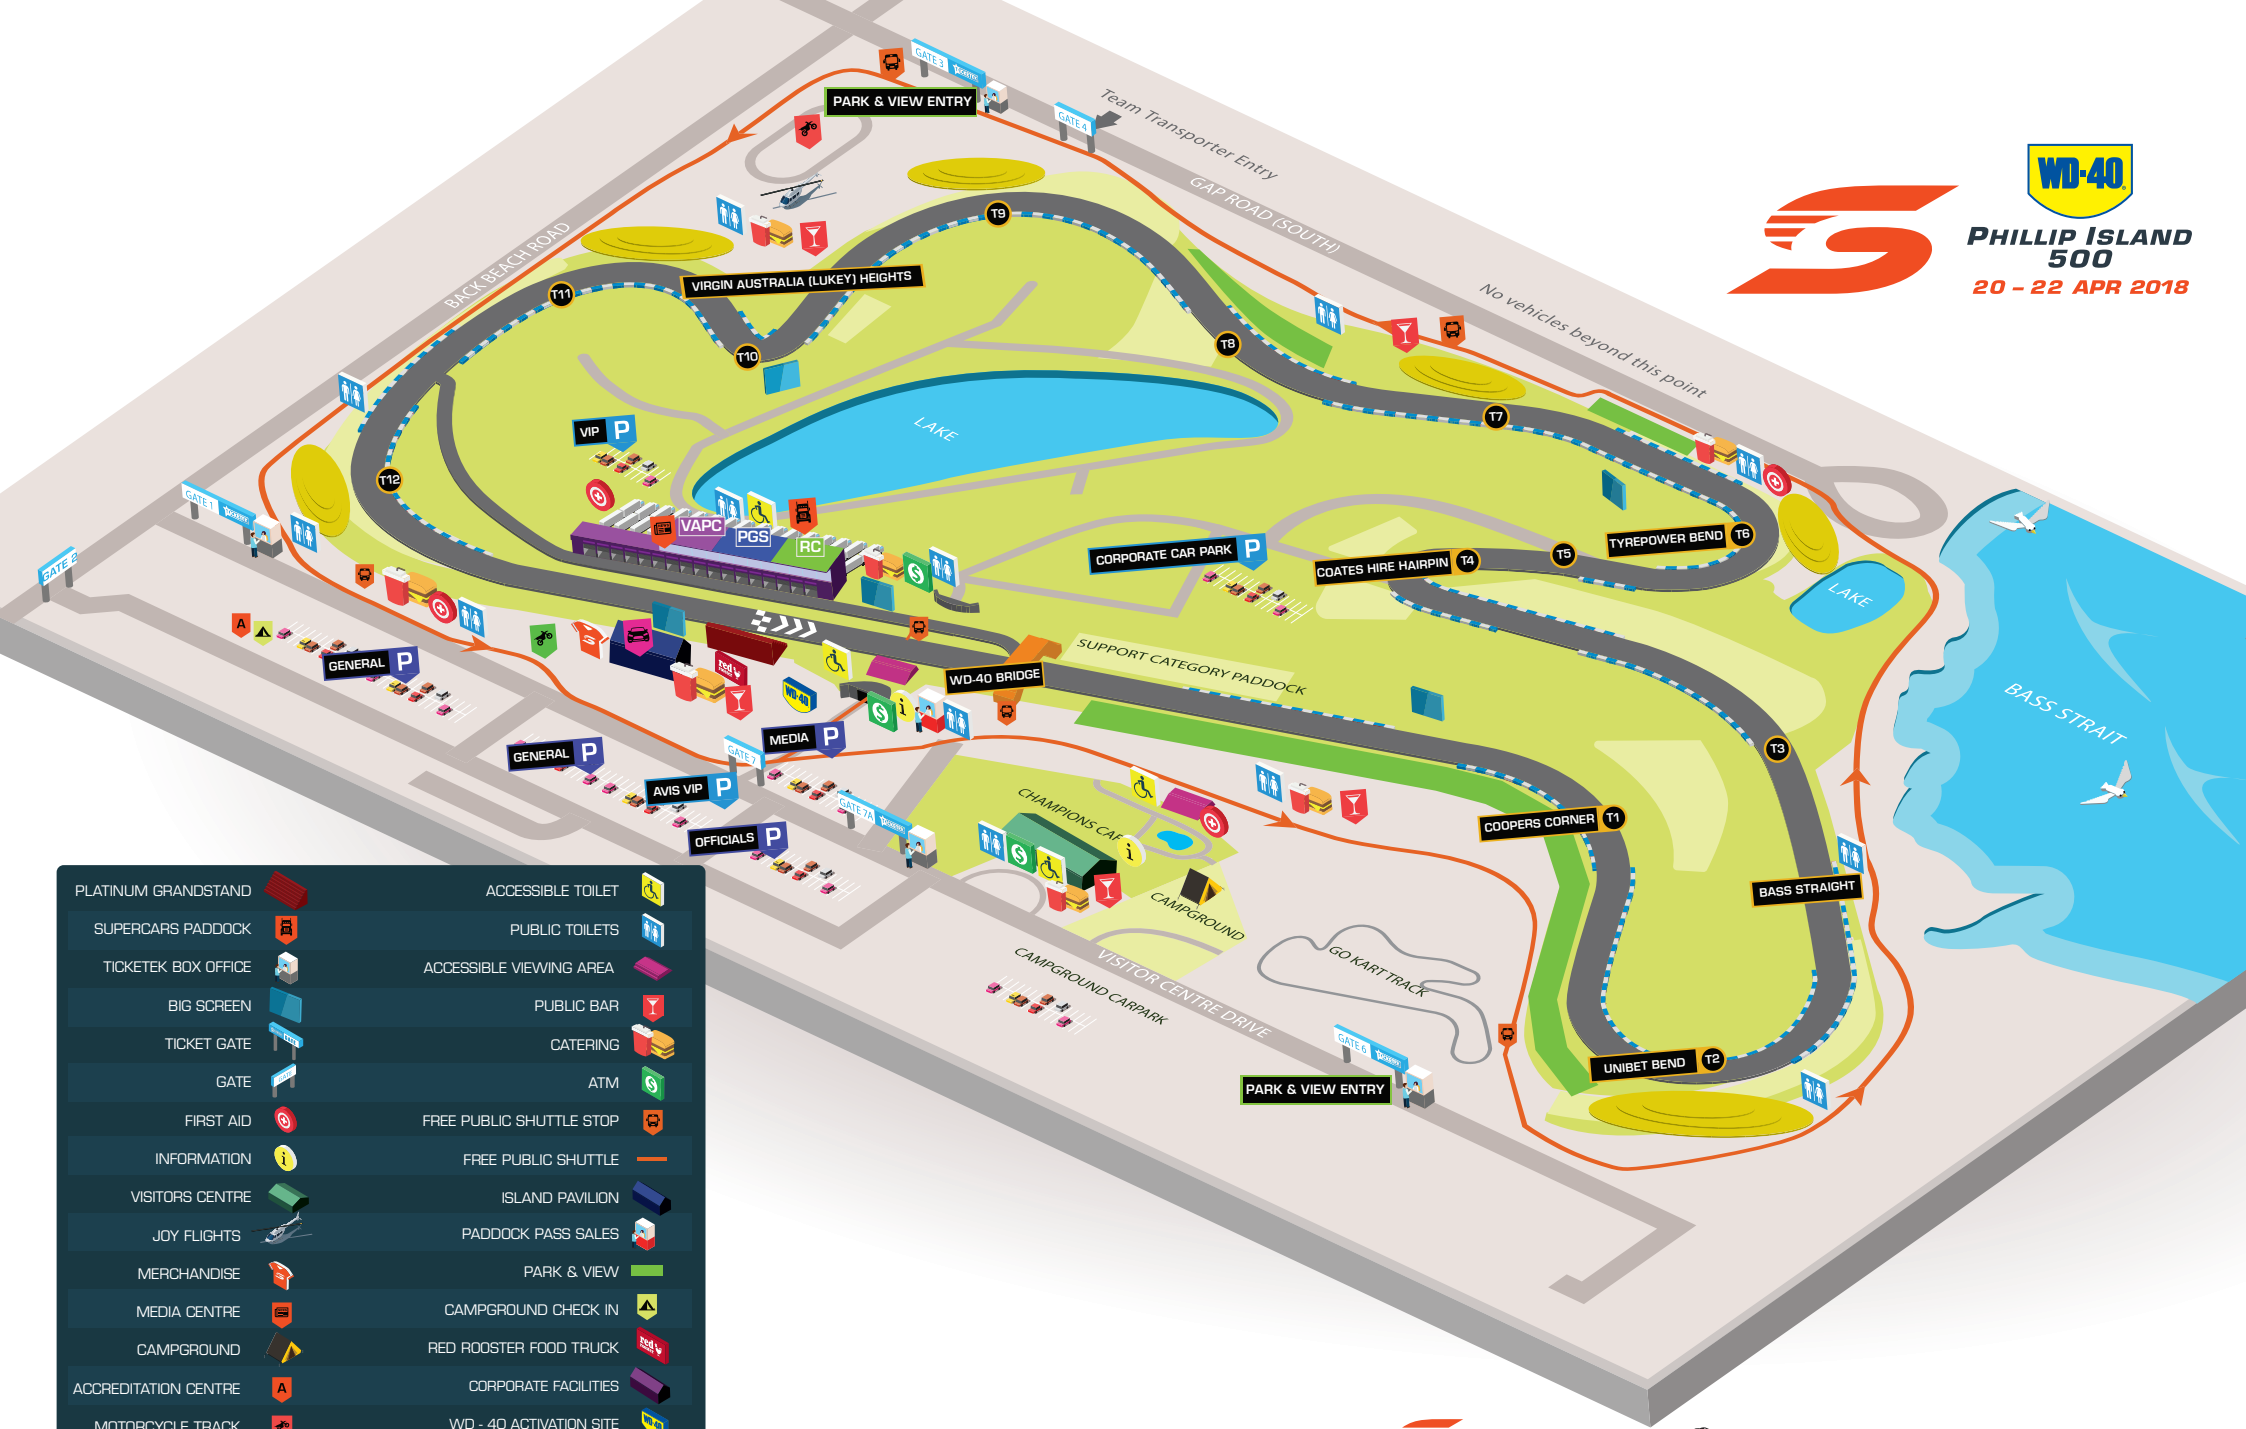 GATE 3
PARK & VIEW ENTRY
GATE 4
Team Transporter Entry
GAP ROAD (SOUTH)
No vehicles beyond this point
WD-40
PHILLIP ISLAND
500
20 – 22 APR 2018
BACK BEACH ROAD
T9
VIRGIN AUSTRALIA (LUKEY) HEIGHTS
T11
T10
T8
T7
VIP P
LAKE
T12
GATE 1
GATE 2
VAPC
PGS
RC
CORPORATE CAR PARK P
COATES HIRE HAIRPIN T4
T5
TYREPOWER BEND T6
LAKE
BASS STRAIT
A
GENERAL P
red
WD-40
WD-40 BRIDGE
SUPPORT CATEGORY PADDOCK
T3
GENERAL P
MEDIA P
GATE 7
AVIS VIP P
GATE 7A
OFFICIALS P
CHAMPIONS CAF
COOPERS CORNER T1
BASS STRAIGHT
CAMPGROUND
GO KART TRACK
CAMPGROUND CARPARK
VISITOR CENTRE DRIVE
GATE 6
PARK & VIEW ENTRY
UNIBET BEND T2
PLATINUM GRANDSTAND
SUPERCARS PADDOCK
TICKETEK BOX OFFICE
BIG SCREEN
TICKET GATE
GATE
FIRST AID
INFORMATION
VISITORS CENTRE
JOY FLIGHTS
MERCHANDISE
MEDIA CENTRE
CAMPGROUND
ACCREDITATION CENTRE
A
MOTORCYCLE TRACK
ACCESSIBLE TOILET
PUBLIC TOILETS
ACCESSIBLE VIEWING AREA
PUBLIC BAR
CATERING
ATM
FREE PUBLIC SHUTTLE STOP
FREE PUBLIC SHUTTLE
ISLAND PAVILION
PADDOCK PASS SALES
PARK & VIEW
CAMPGROUND CHECK IN
RED ROOSTER FOOD TRUCK
red
CORPORATE FACILITIES
WD - 40 ACTIVATION SITE
WD-40